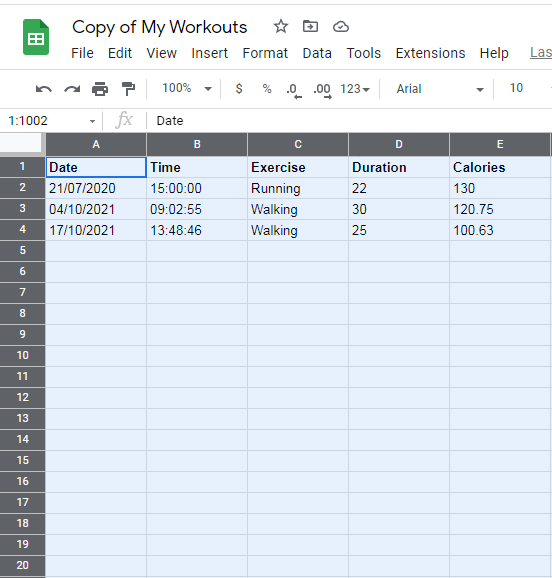 Copy of My Workouts
File Edit View Insert Format Data Tools Extensions Help Las
100% $ % .0 .00 123 Arial 10
1:1002 fx Date
A B C D E
1 Date Time Exercise Duration Calories
2 21/07/2020 15:00:00 Running 22 130
3 04/10/2021 09:02:55 Walking 30 120.75
4 17/10/2021 13:48:46 Walking 25 100.63
5
6
7
8
9
10
11
12
13
14
15
16
17
18
19
20